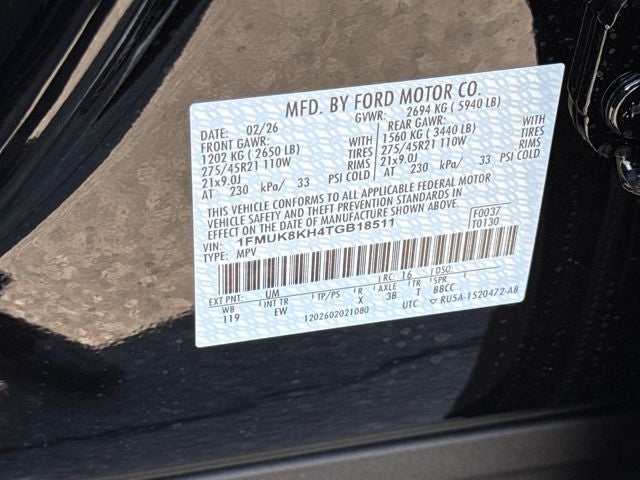 MFD. BY FORD MOTOR CO.
DATE: 02/26 GVWR: 2694 KG ( 5940 LB)
FRONT GAWR: WITH REAR GAWR: WITH
1202 KG ( 2650 LB) TIRES 1560 KG ( 3440 LB) TIRES
275/45R21 110W RIMS 275/45R21 110W RIMS
21x9.0J PSI COLD 21x9.0J PSI COLD
AT 230 kPa/ 33 AT 230 kPa/ 33
THIS VEHICLE CONFORMS TO ALL APPLICABLE FEDERAL MOTOR
VEHICLE SAFETY AND THEFT PREVENTION STANDARDS IN
EFFECT ON THE DATE OF MANUFACTURE SHOWN ABOVE.
VIN: 1FMUK8KH4TGB18511 F0037
TYPE: MPV T0130
EXT PNT: UM RC: 16 DSO:
WB INT TR TP/PS R AXLE TR SPR
119 EW X 3B T BBCC
1202602021080 UTC ▽ RU5A-1520472-AB